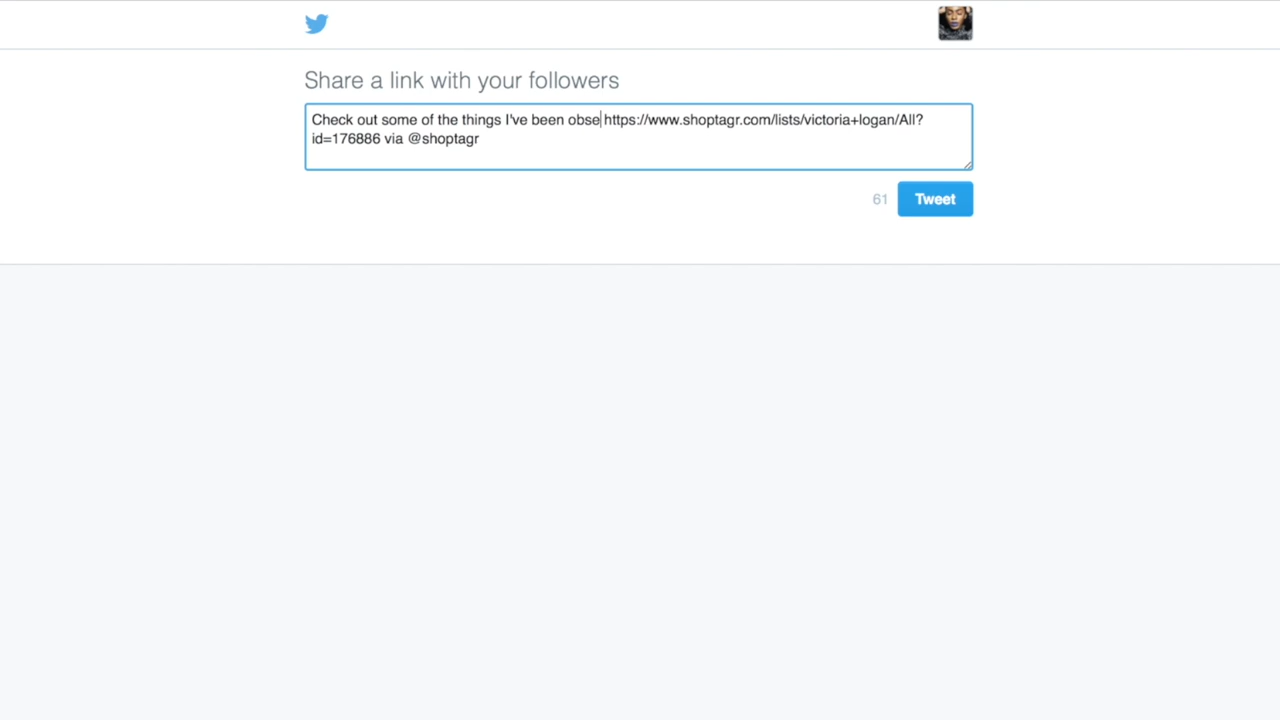 Share a link with your followers
Check out some of the things I've been obse https://www.shoptagr.com/lists/victoria+logan/All?
id=176886 via @shoptagr
61 Tweet